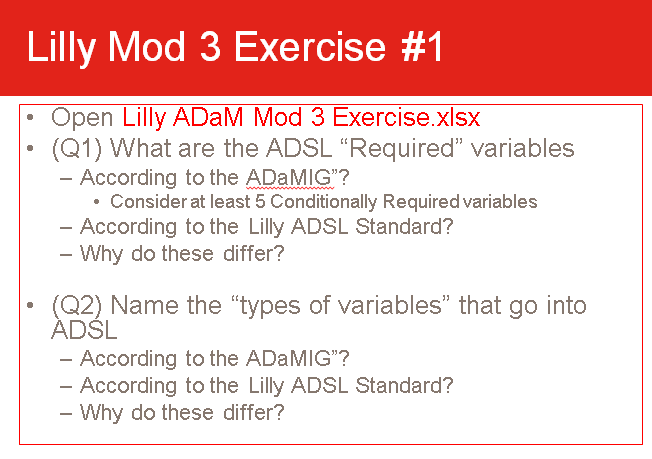 Lilly Mod 3 Exercise #1
• Open Lilly ADaM Mod 3 Exercise.xlsx
• (Q1) What are the ADSL “Required” variables
– According to the ADaMIG”?
• Consider at least 5 Conditionally Required variables
– According to the Lilly ADSL Standard?
– Why do these differ?
• (Q2) Name the “types of variables” that go into
ADSL
– According to the ADaMIG”?
– According to the Lilly ADSL Standard?
– Why do these differ?